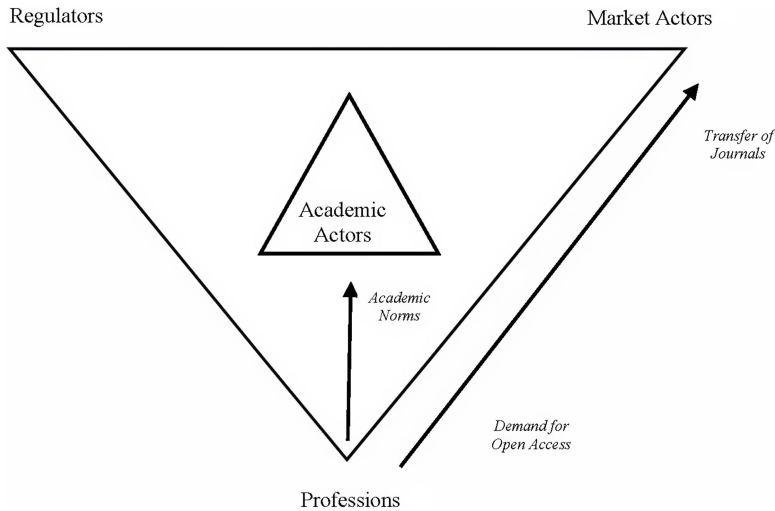 Regulators
Market Actors
Transfer of
Journals
Academic
Actors
Academic
Norms
Demand for
Open Access
Professions